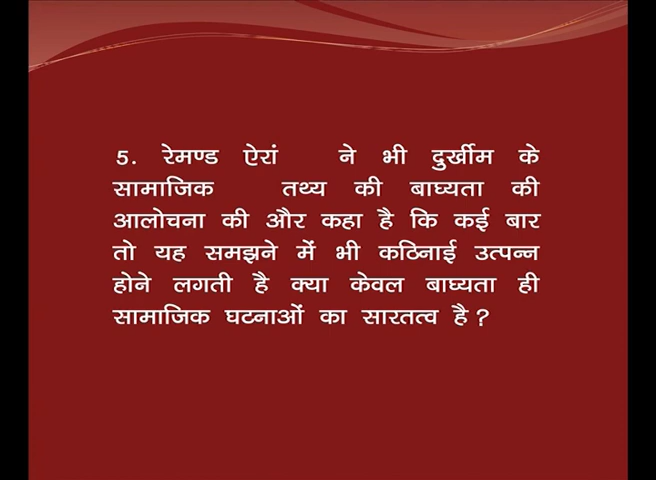 5. रेमण्ड ऐरां ने भी दुर्खीम के
सामाजिक तथ्य की बाध्यता की
आलोचना की और कहा है कि कई बार
तो यह समझने में भी कठिनाई उत्पन्न
होने लगती है क्या केवल बाध्यता ही
सामाजिक घटनाओं का सारतत्व है ?